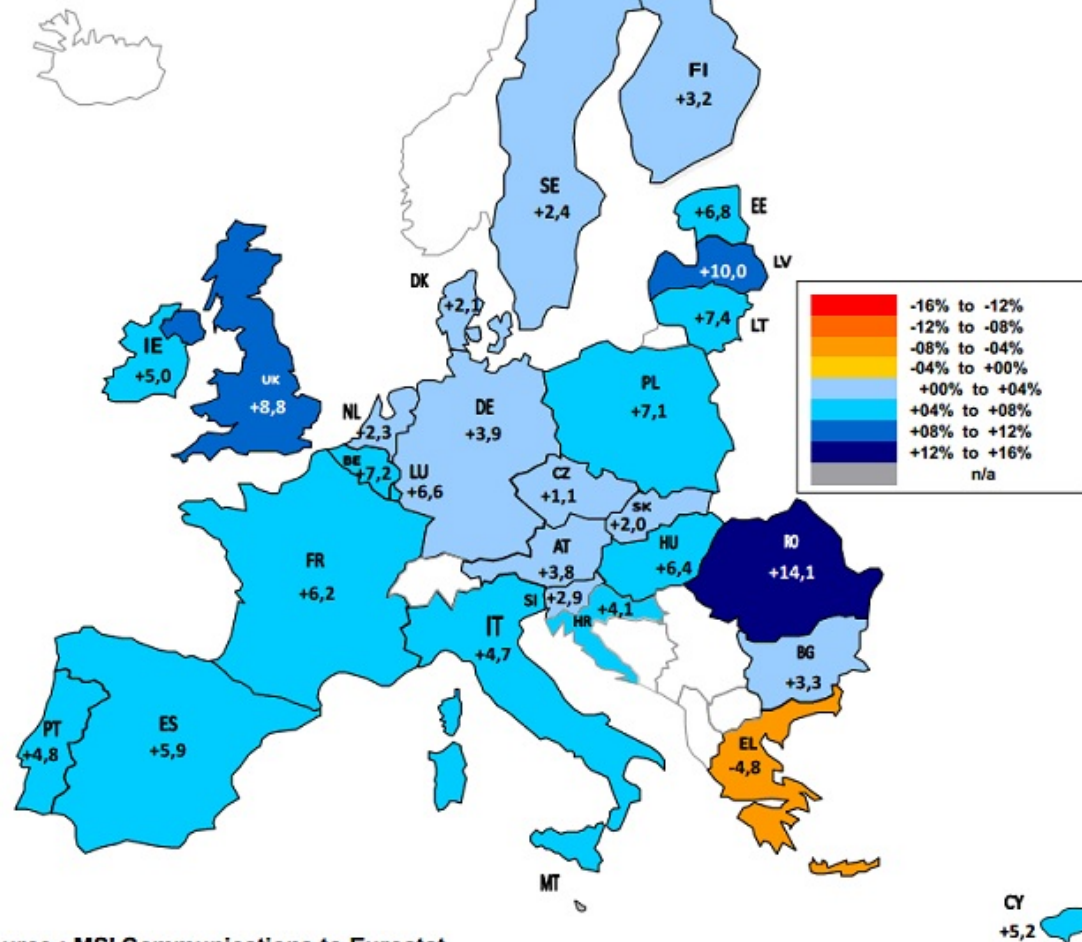 FI
+3,2
SE
+2,4
EE
+6,8
LV
+10,0
LT
+7,4
DK
+2,1
IE
+5,0
UK
+8,8
NL
+2,3
BE
+7,2
LU
+6,6
DE
+3,9
PL
+7,1
CZ
+1,1
SK
+2,0
AT
+3,8
HU
+6,4
RO
+14,1
FR
+6,2
SI
+2,9
HR
+4,1
IT
+4,7
BG
+3,3
PT
+4,8
ES
+5,9
EL
-4,8
MT
CY
+5,2
-16% to -12%
-12% to -08%
-08% to -04%
-04% to +00%
+00% to +04%
+04% to +08%
+08% to +12%
+12% to +16%
n/a